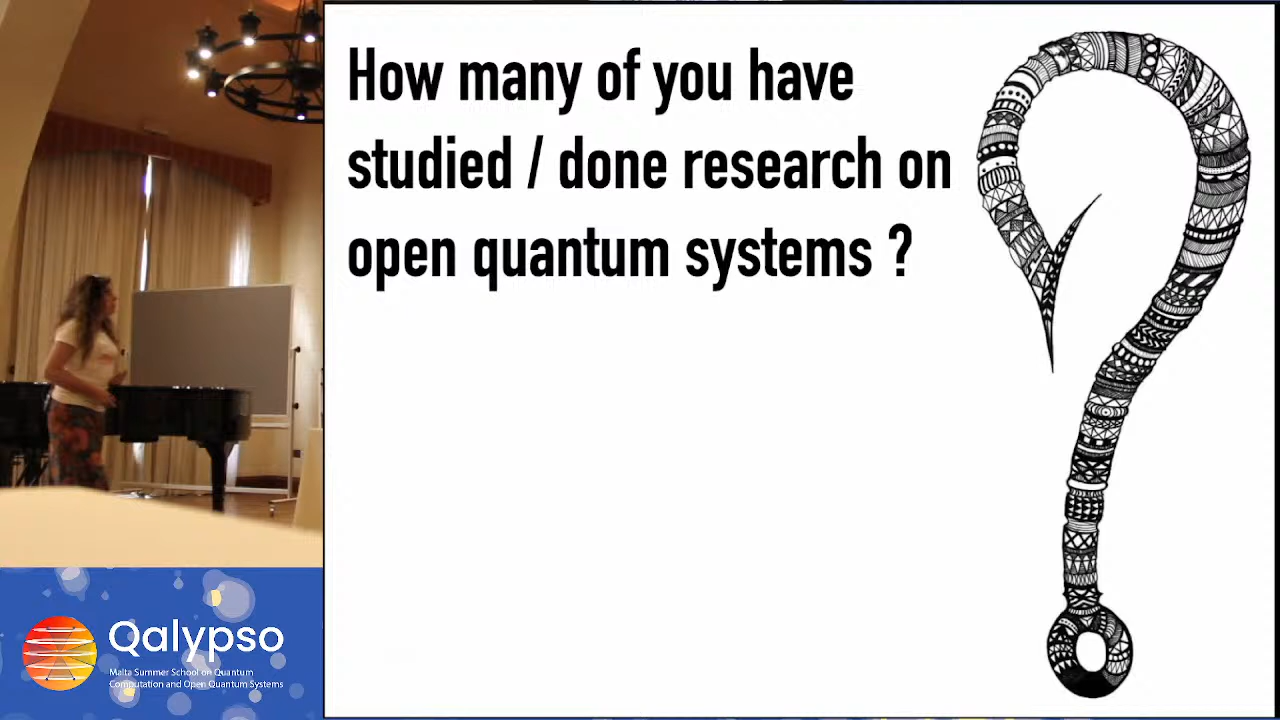 How many of you have
studied / done research on
open quantum systems ?
Qalypso
Malta Summer School on Quantum
Computation and Open Quantum Systems